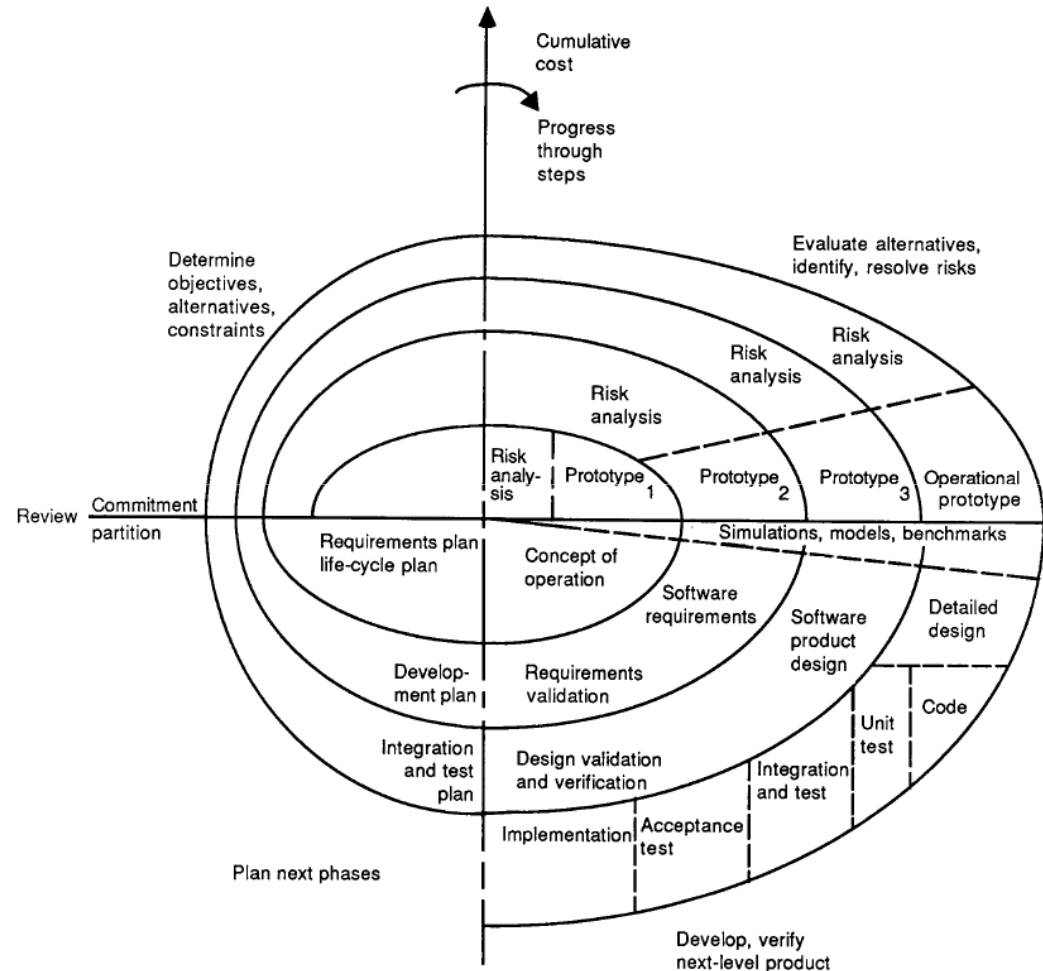 Cumulative
cost
Progress
through
steps
Determine
objectives,
alternatives,
constraints
Evaluate alternatives,
identify, resolve risks
Risk
analysis
Risk
analysis
Risk
analysis
Risk
analy-
sis
Prototype 1
Prototype 2
Prototype 3
Operational
prototype
Review
Commitment
partition
Simulations, models, benchmarks
Requirements plan
life-cycle plan
Concept of
operation
Software
requirements
Software
product
design
Detailed
design
Develop-
ment plan
Requirements
validation
Code
Unit
test
Integration
and test
plan
Design validation
and verification
Integration
and test
Implementation
Acceptance
test
Plan next phases
Develop, verify
next-level product